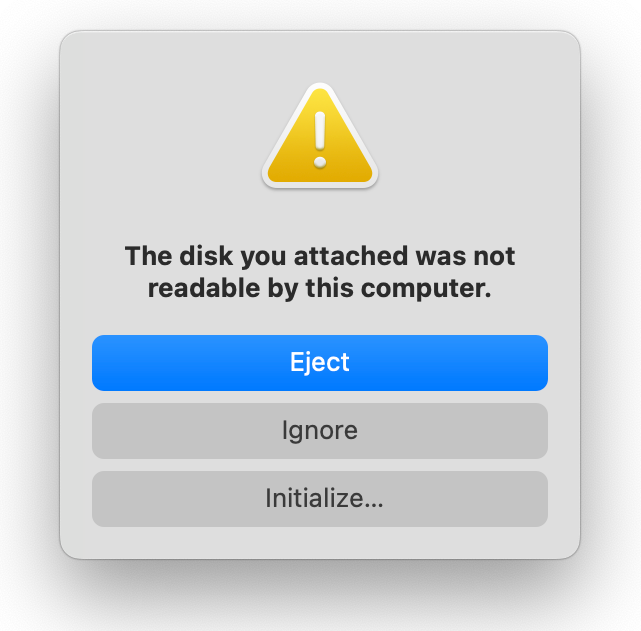 The disk you attached was not
readable by this computer.
Eject
Ignore
Initialize...